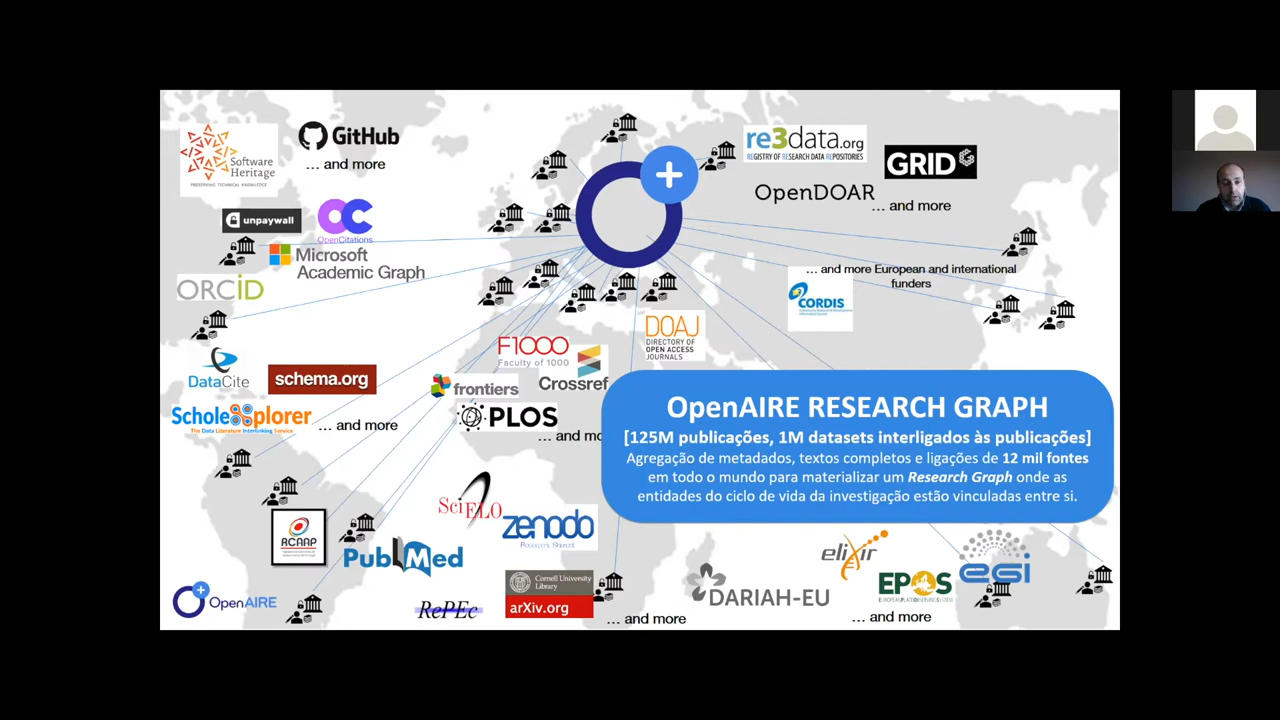 Software
Heritage
PRESERVING TECHNICAL KNOWLEDGE
GitHub
... and more
unpaywall
OC
OpenCitations
Microsoft
Academic Graph
ORCID
DataCite
schema.org
Scholexplorer
The Data Literature Interlinking Service
... and more
re3data.org
REGISTRY OF RESEARCH DATA REPOSITORIES
GRID
OpenDOAR
... and more
... and more European and international
funders
CORDIS
F1000
Faculty of 1000
DOAJ
DIRECTORY OF
OPEN ACCESS
JOURNALS
frontiers
Crossref
PLOS
... and mo
OpenAIRE RESEARCH GRAPH
[125M publicações, 1M datasets interligados às publicações]
Agregação de metadados, textos completos e ligações de 12 mil fontes
em todo o mundo para materializar um Research Graph onde as
entidades do ciclo de vida da investigação estão vinculadas entre si.
SciELO
zenodo
RCAAP
PubMed
OpenAIRE
RePEc
Cornell University
Library
arXiv.org
... and more
DARIAH-EU
elixir
EPOS
egi
... and more